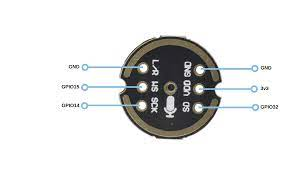 GND
GPIO15
GPIO14
L/R WS SCK
GND VDD SD
GND
3v3
GPIO32